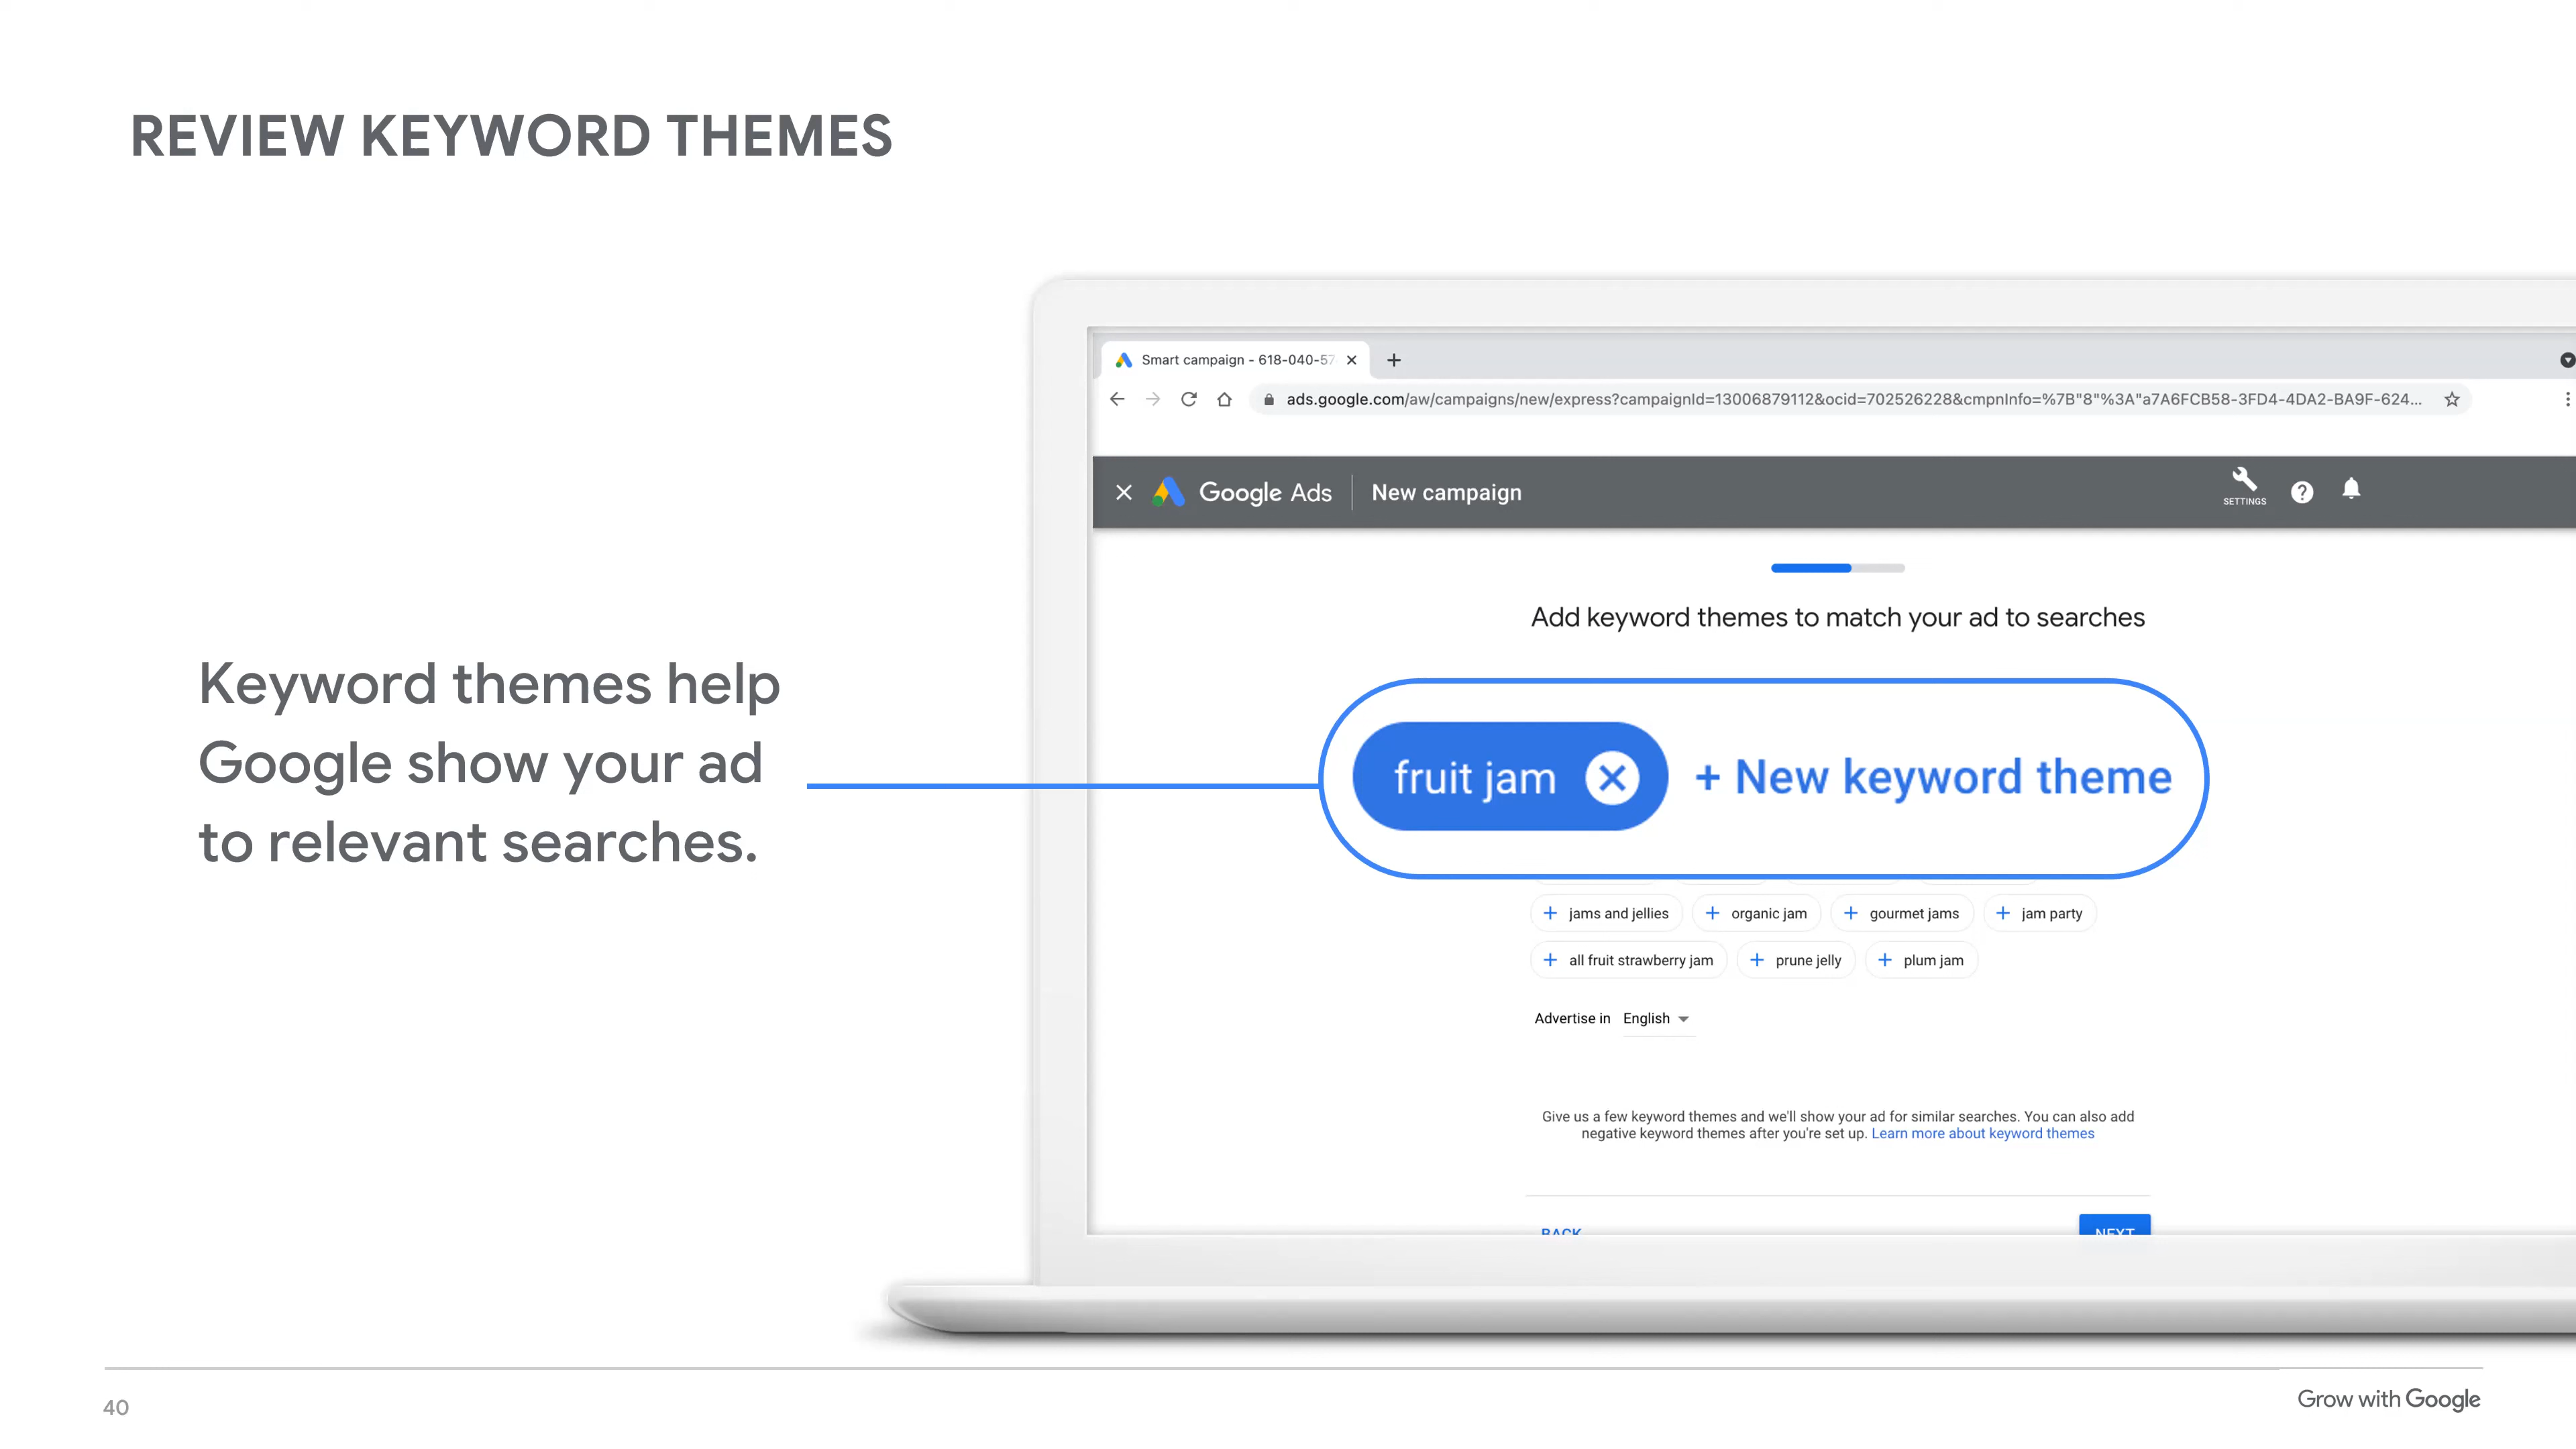 REVIEW KEYWORD THEMES
Keyword themes help
Google show your ad
to relevant searches.
Smart campaign - 618-040-57
ads.google.com/aw/campaigns/new/express?campaignId=13006879112&ocid=702526228&cmpnInfo=%7B"8"%3A"a7A6FCB58-3FD4-4DA2-BA9F-624...
Google Ads New campaign
SETTINGS
Add keyword themes to match your ad to searches
fruit jam + New keyword theme
+ jams and jellies + organic jam + gourmet jams + jam party
+ all fruit strawberry jam + prune jelly + plum jam
Advertise in English
Give us a few keyword themes and we'll show your ad for similar searches. You can also add
negative keyword themes after you're set up. Learn more about keyword themes
BACK NEXT
40
Grow with Google